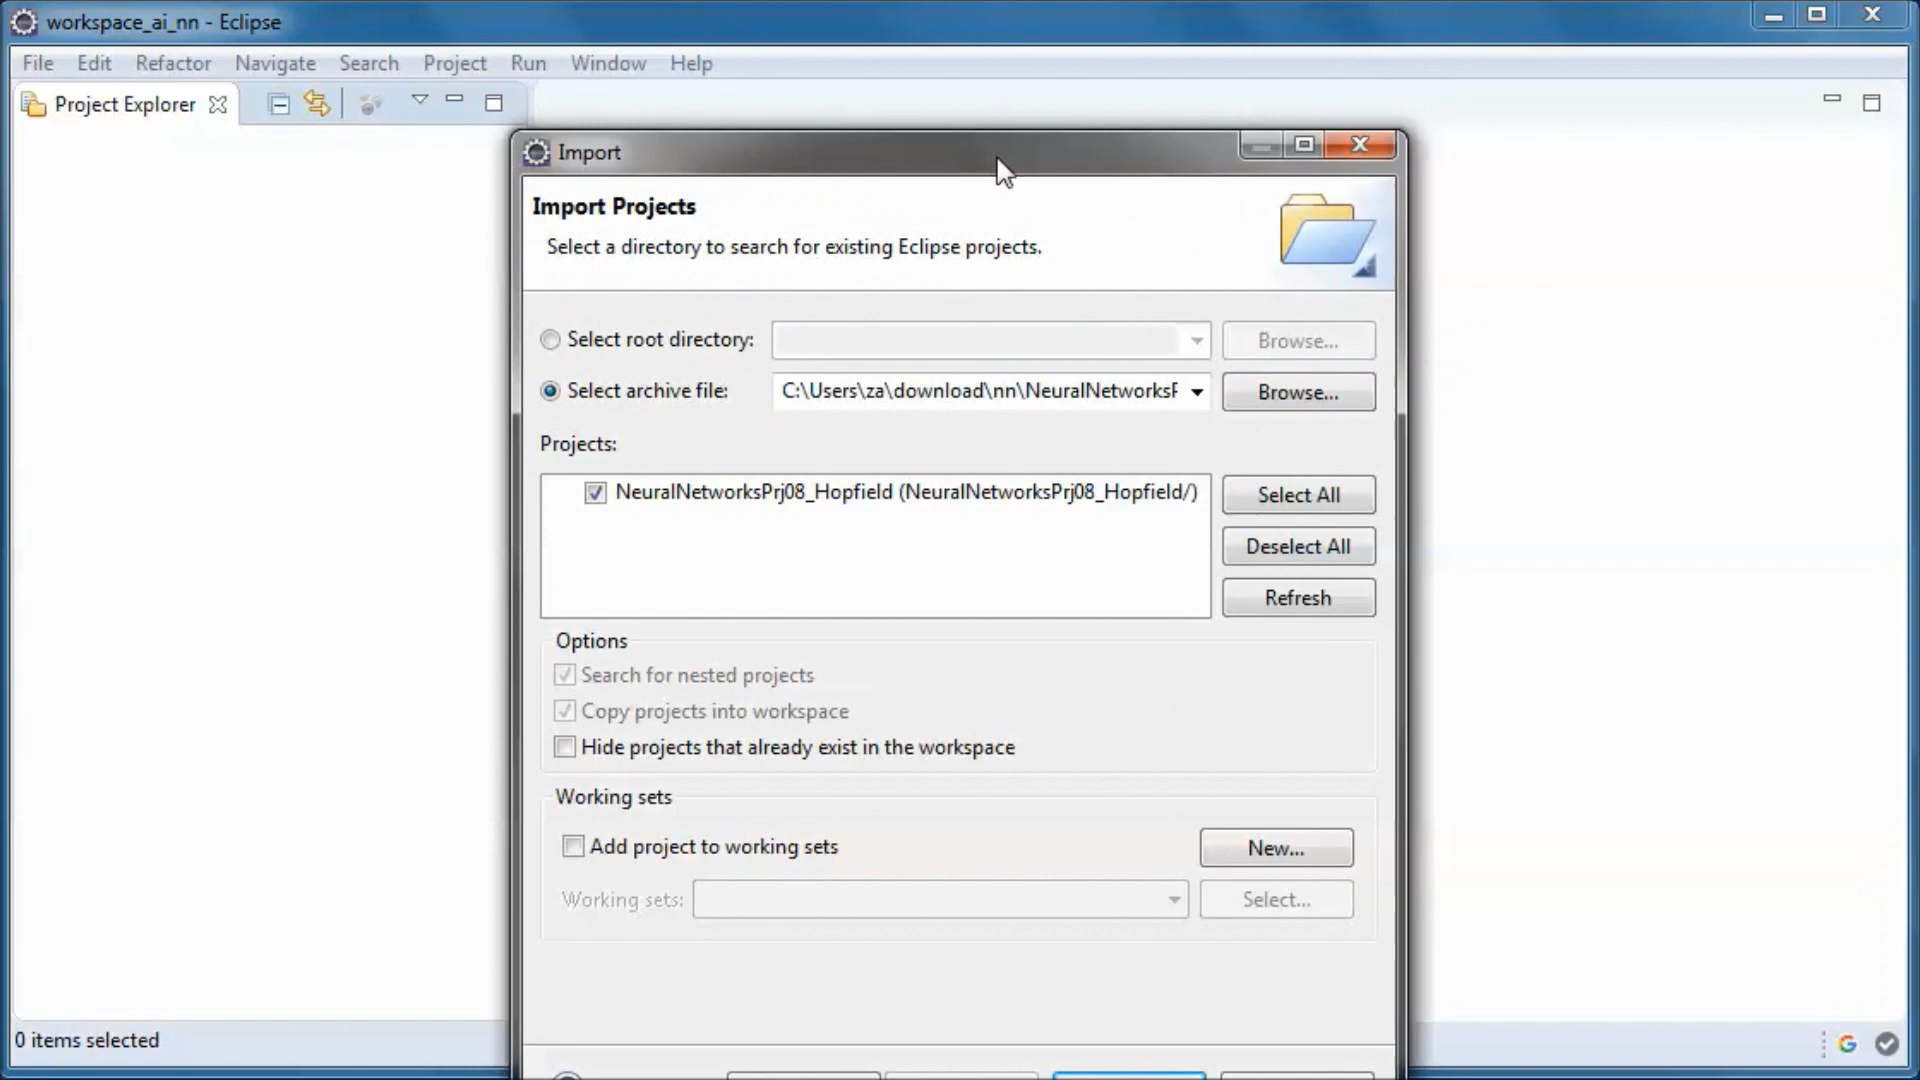 workspace_ai_nn - Eclipse
File Edit Refactor Navigate Search Project Run Window Help
Project Explorer
Import
Import Projects
Select a directory to search for existing Eclipse projects.
Select root directory: Browse...
Select archive file: C:\Users\za\download\nn\NeuralNetworksP Browse...
Projects:
NeuralNetworksPrj08_Hopfield (NeuralNetworksPrj08_Hopfield/) Select All
Deselect All
Refresh
Options
Search for nested projects
Copy projects into workspace
Hide projects that already exist in the workspace
Working sets
Add project to working sets New...
Working sets: Select...
0 items selected